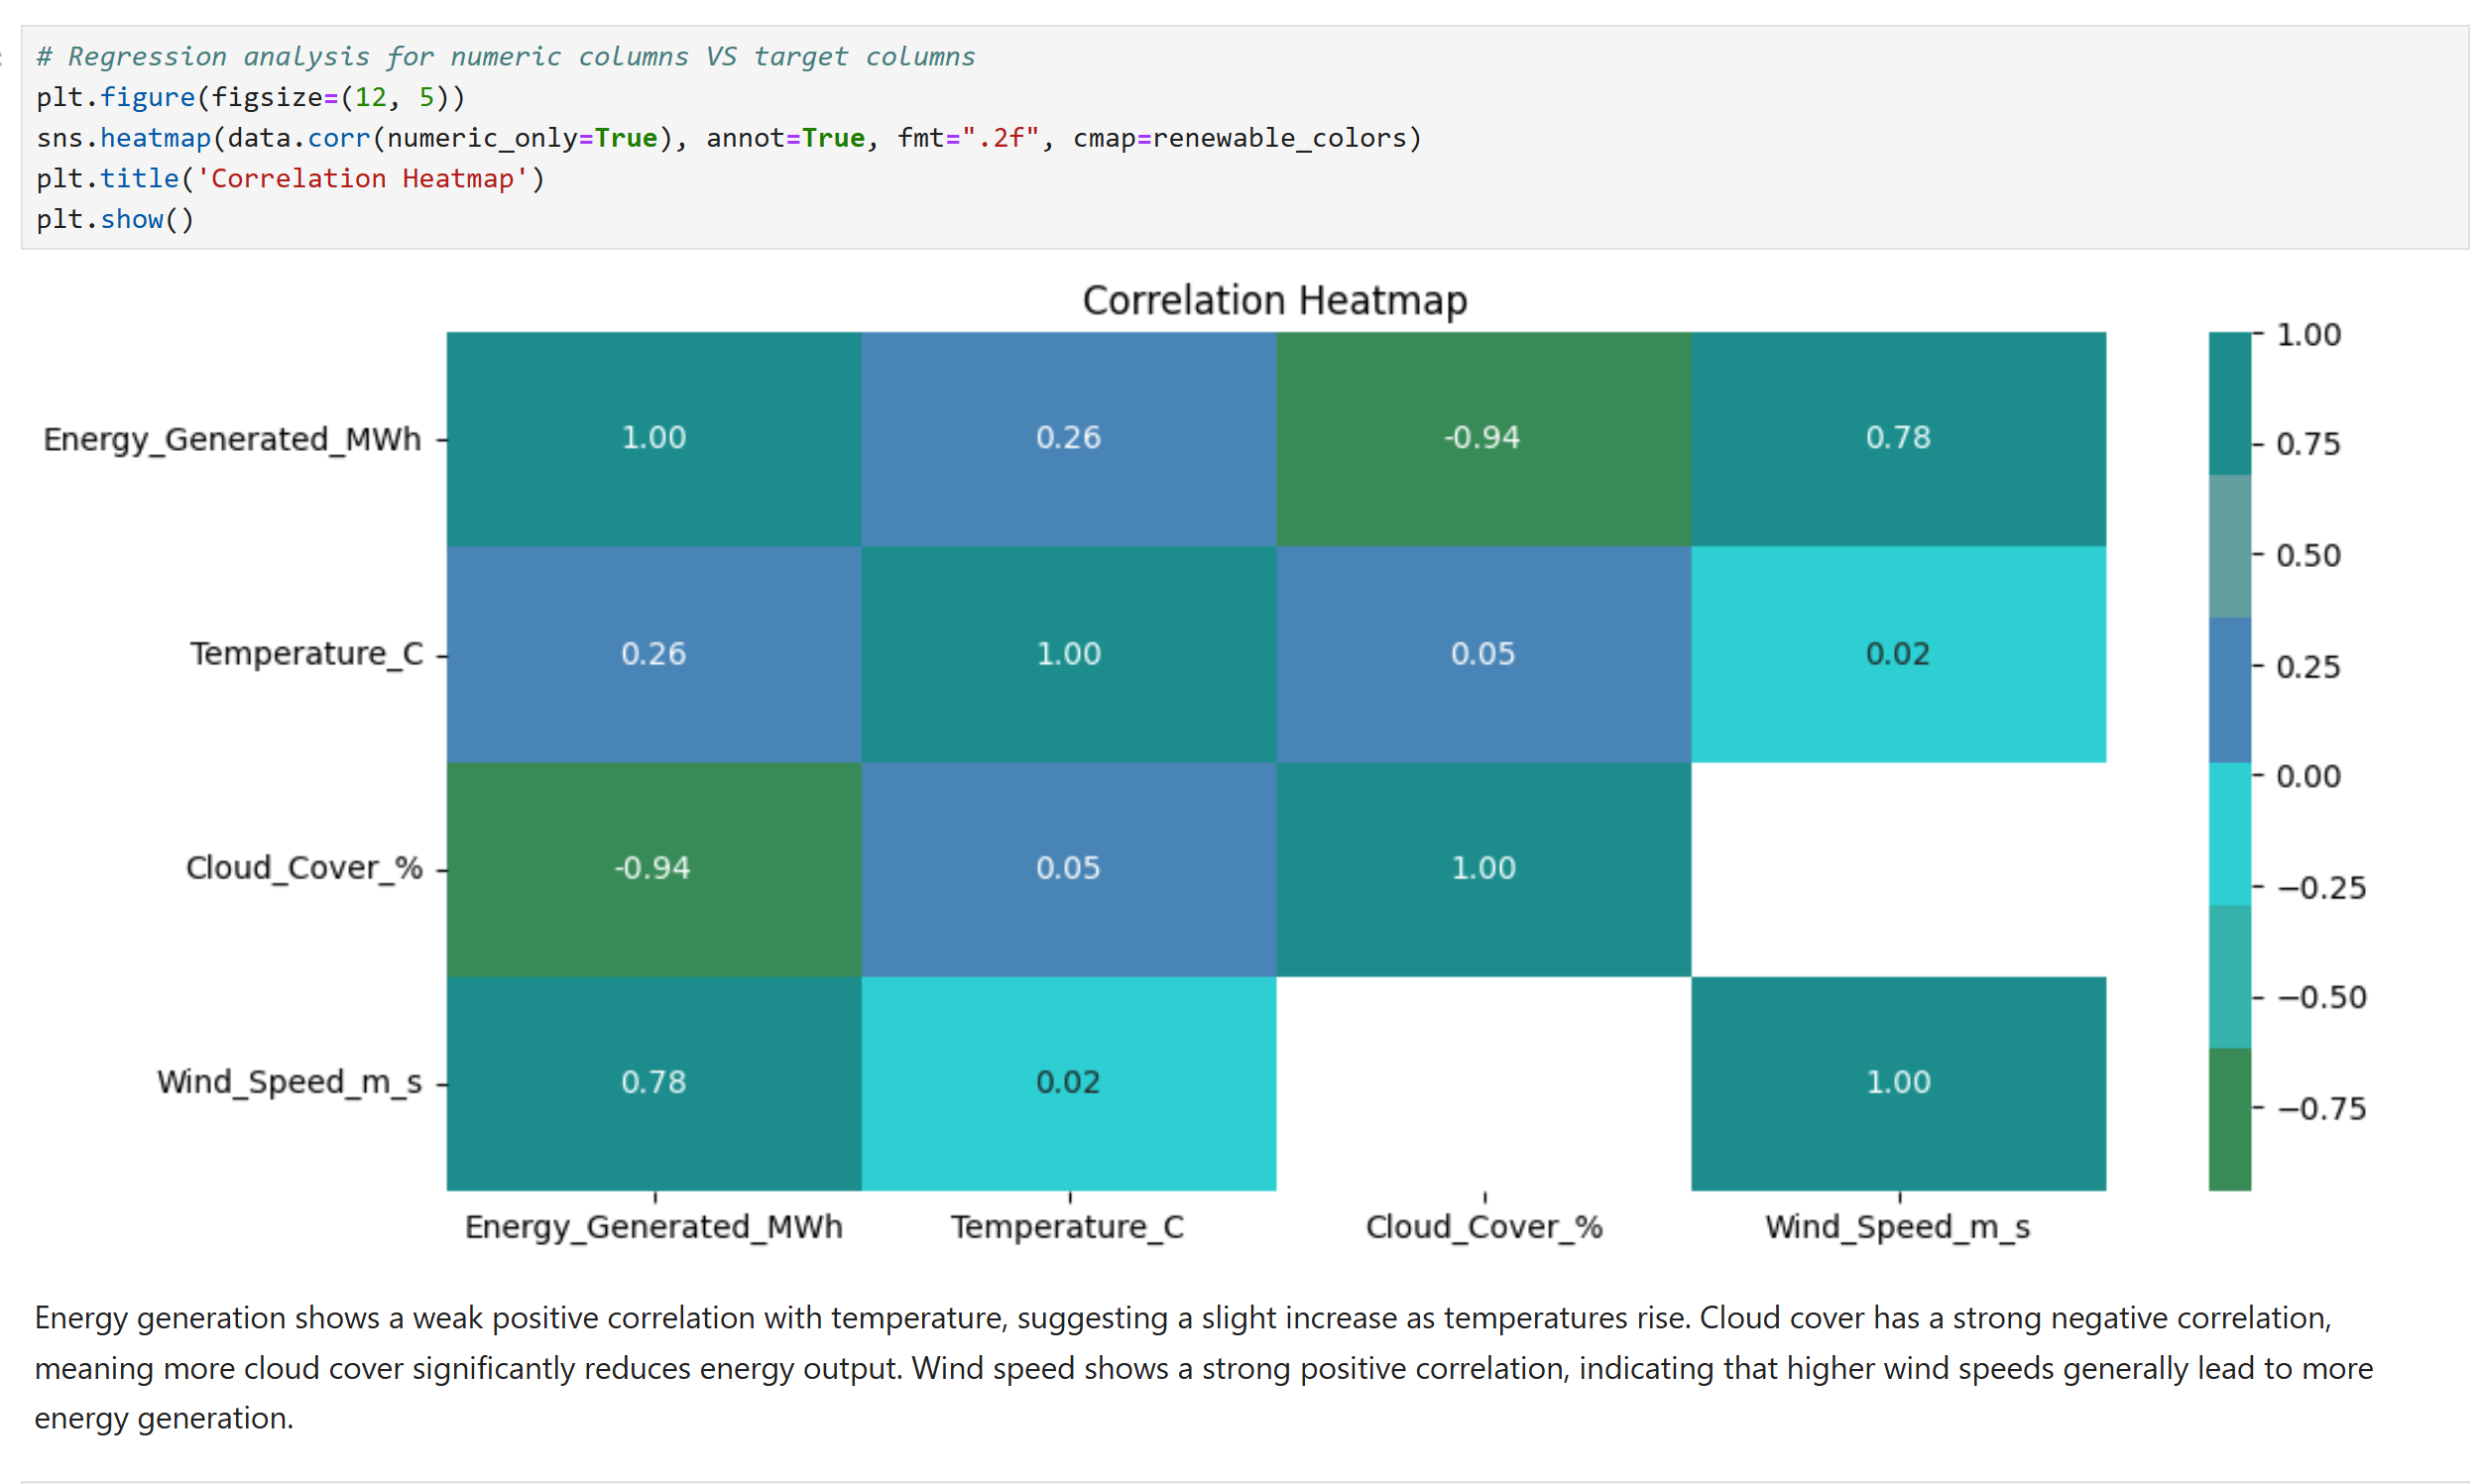 # Regression analysis for numeric columns VS target columns
plt.figure(figsize=(12, 5))
sns.heatmap(data.corr(numeric_only=True), annot=True, fmt=".2f", cmap=renewable_colors)
plt.title('Correlation Heatmap')
plt.show()
Correlation Heatmap
Energy_Generated_MWh 1.00 0.26 -0.94 0.78
Temperature_C 0.26 1.00 0.05 0.02
Cloud_Cover_% -0.94 0.05 1.00
Wind_Speed_m_s 0.78 0.02 1.00
Energy_Generated_MWh Temperature_C Cloud_Cover_% Wind_Speed_m_s
1.00
0.75
0.50
0.25
0.00
−0.25
−0.50
−0.75
Energy generation shows a weak positive correlation with temperature, suggesting a slight increase as temperatures rise. Cloud cover has a strong negative correlation,
meaning more cloud cover significantly reduces energy output. Wind speed shows a strong positive correlation, indicating that higher wind speeds generally lead to more
energy generation.